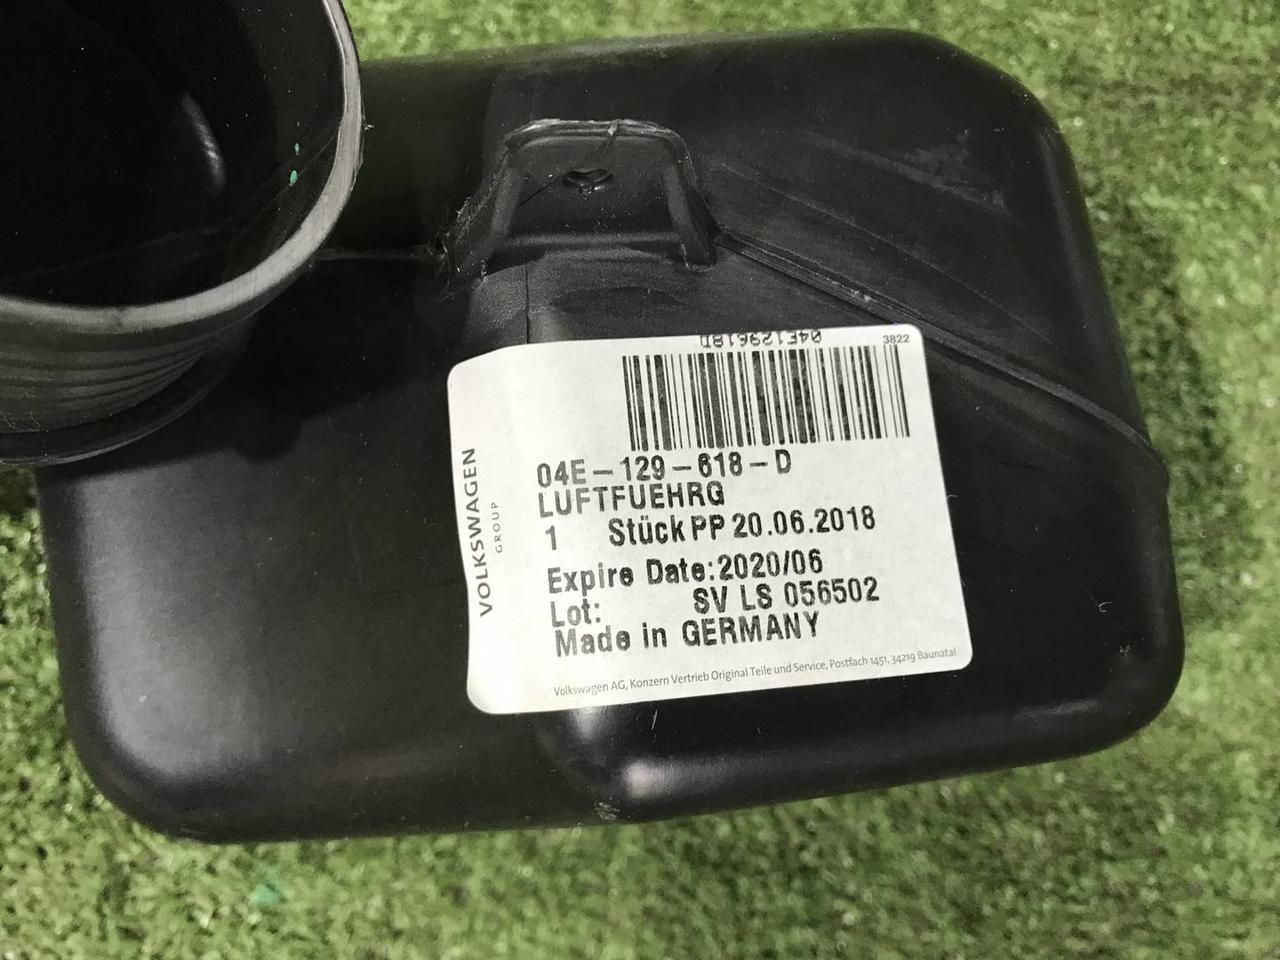 04E129618D
3822
04E-129-618-D
LUFTFUEHRG
1 Stück PP 20.06.2018
Expire Date:2020/06
Lot: SV LS 056502
Made in GERMANY
Volkswagen AG, Konzern Vertrieb Original Teile und Service, Postfach 1451, 34219 Baunatal
VOLKSWAGEN
GROUP